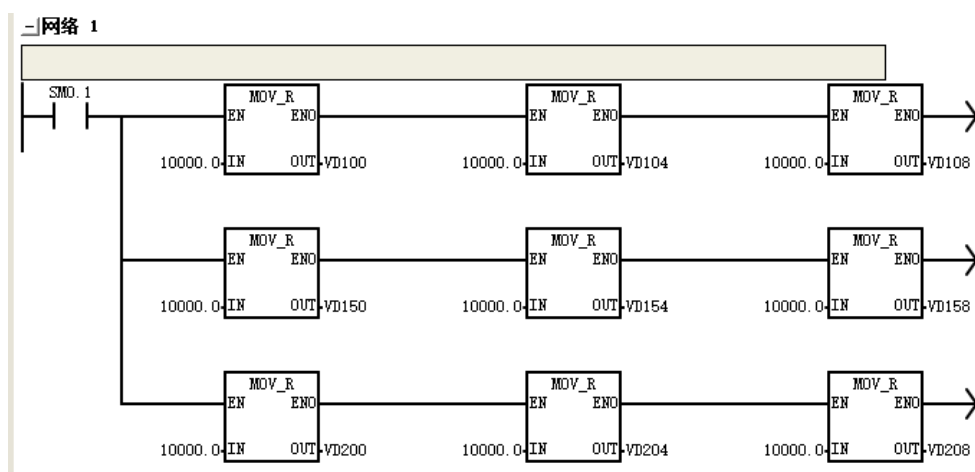 网络 1
SM0.1
MOV_R MOV_R MOV_R
EN ENO EN ENO EN ENO
10000.0 IN OUT VD100 10000.0 IN OUT VD104 10000.0 IN OUT VD108
MOV_R MOV_R MOV_R
EN ENO EN ENO EN ENO
10000.0 IN OUT VD150 10000.0 IN OUT VD154 10000.0 IN OUT VD158
MOV_R MOV_R MOV_R
EN ENO EN ENO EN ENO
10000.0 IN OUT VD200 10000.0 IN OUT VD204 10000.0 IN OUT VD208